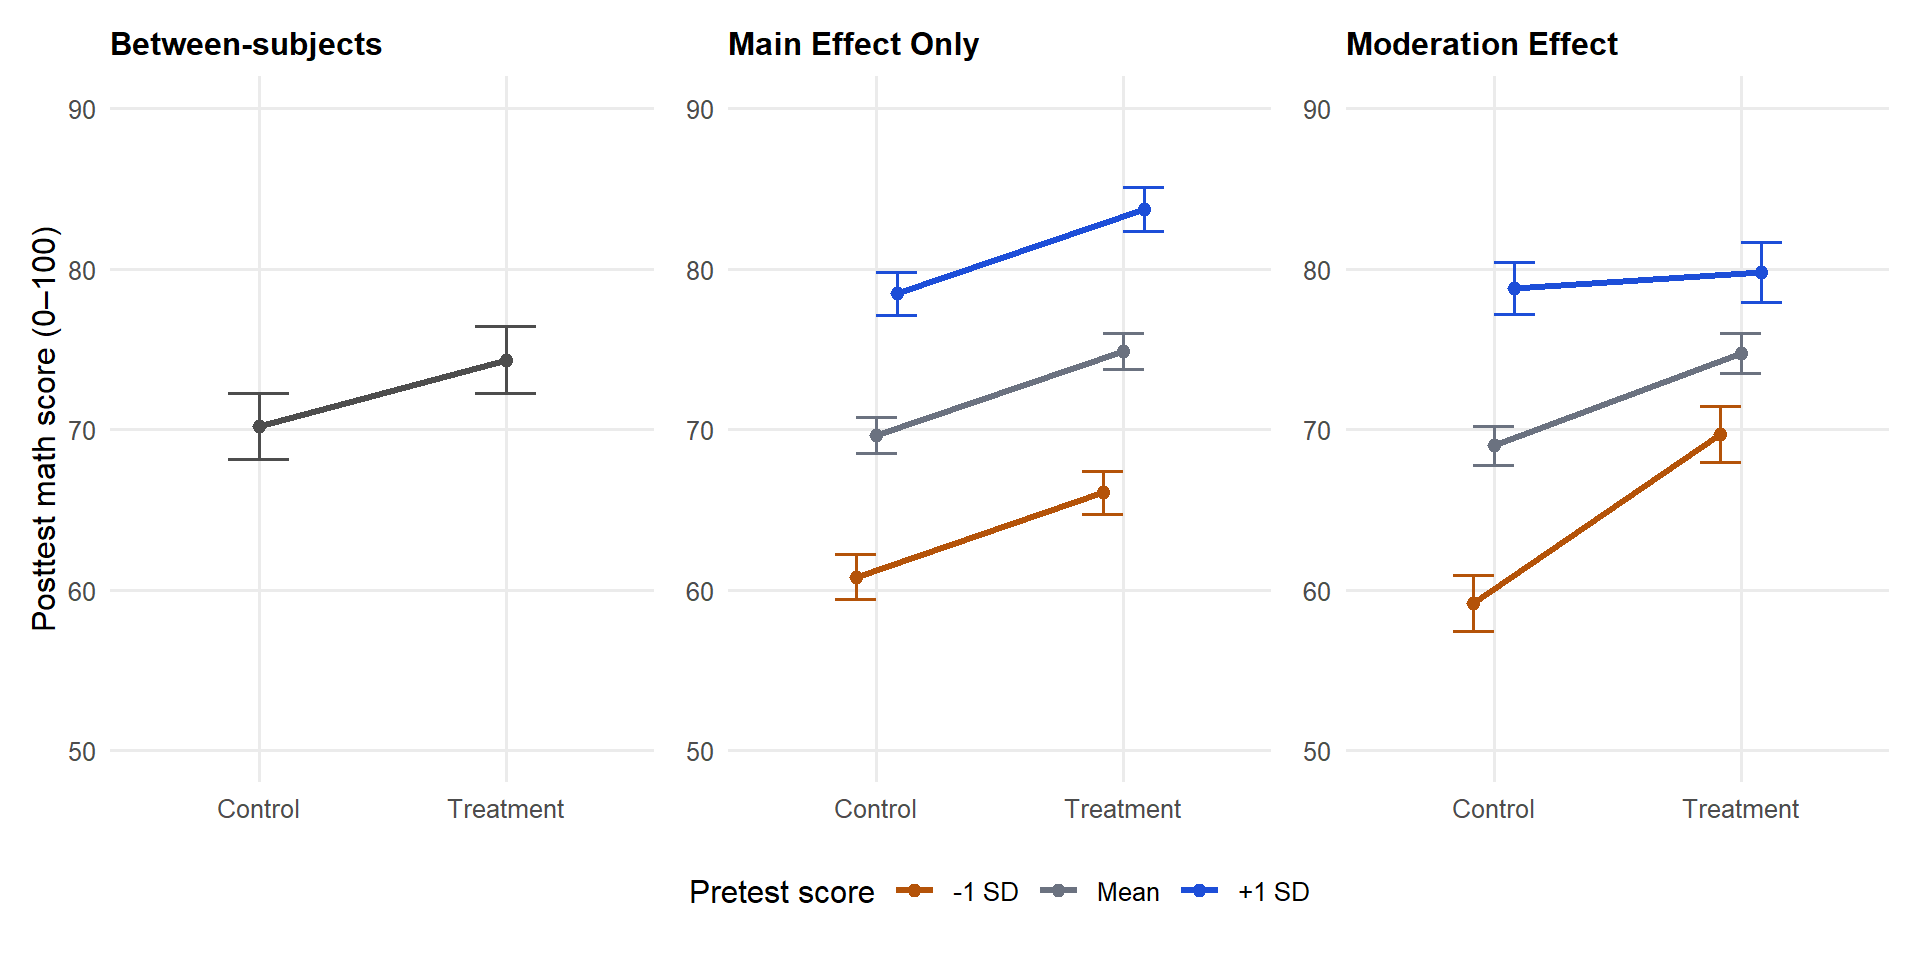 Between-subjects
Main Effect Only
Moderation Effect
Posttest math score (0–100)
90
80
70
60
50
Control
Treatment
90
80
70
60
50
Control
Treatment
90
80
70
60
50
Control
Treatment
Pretest score -1 SD Mean +1 SD